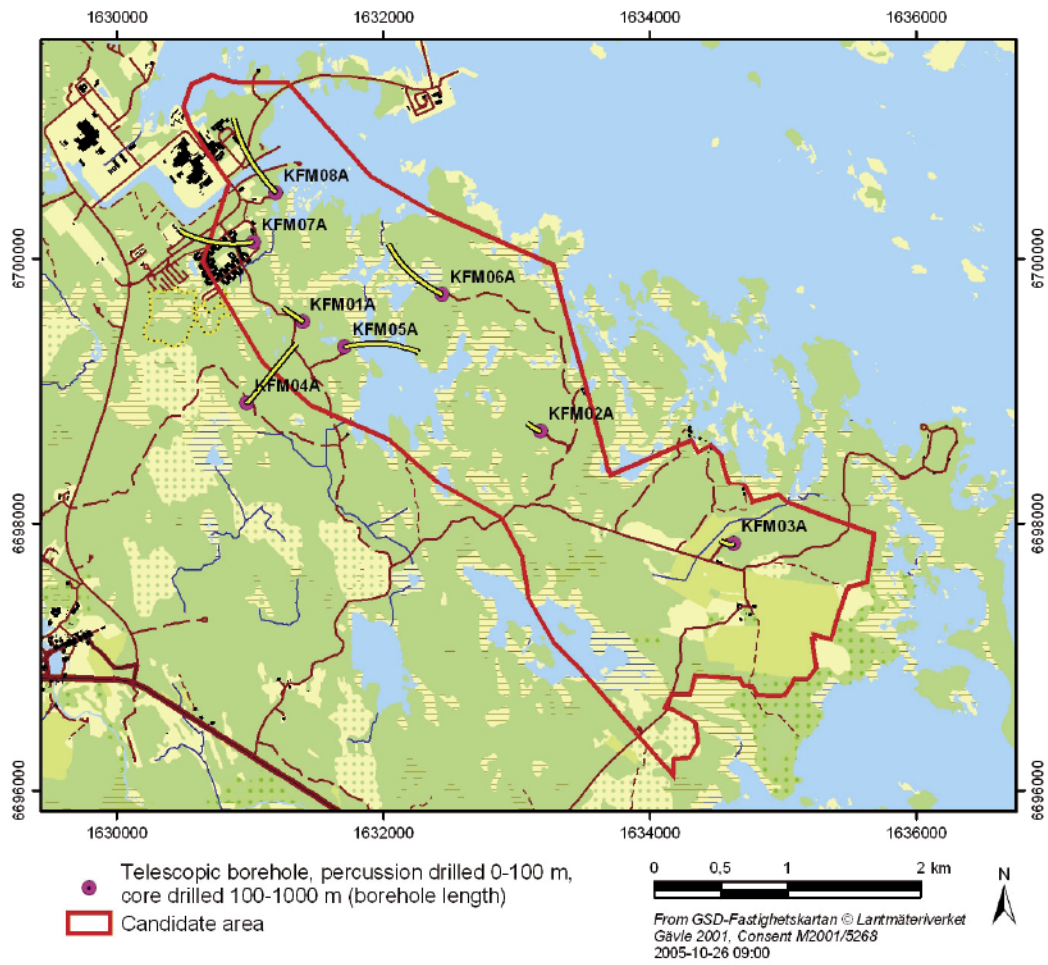 1630000
1632000
1634000
1636000
KFM08A
KFM07A
6700000
6700000
KFM06A
KFM01A
KFM05A
KFM04A
KFM02A
6698000
6698000
KFM03A
6696000
6696000
1630000
1632000
1634000
1636000
Telescopic borehole, percussion drilled 0-100 m,
core drilled 100-1000 m (borehole length)
Candidate area
0 0,5 1 2 km
N
From GSD-Fastighetskartan © Lantmäteriverket
Gävle 2001, Consent M2001/5268
2005-10-26 09:00